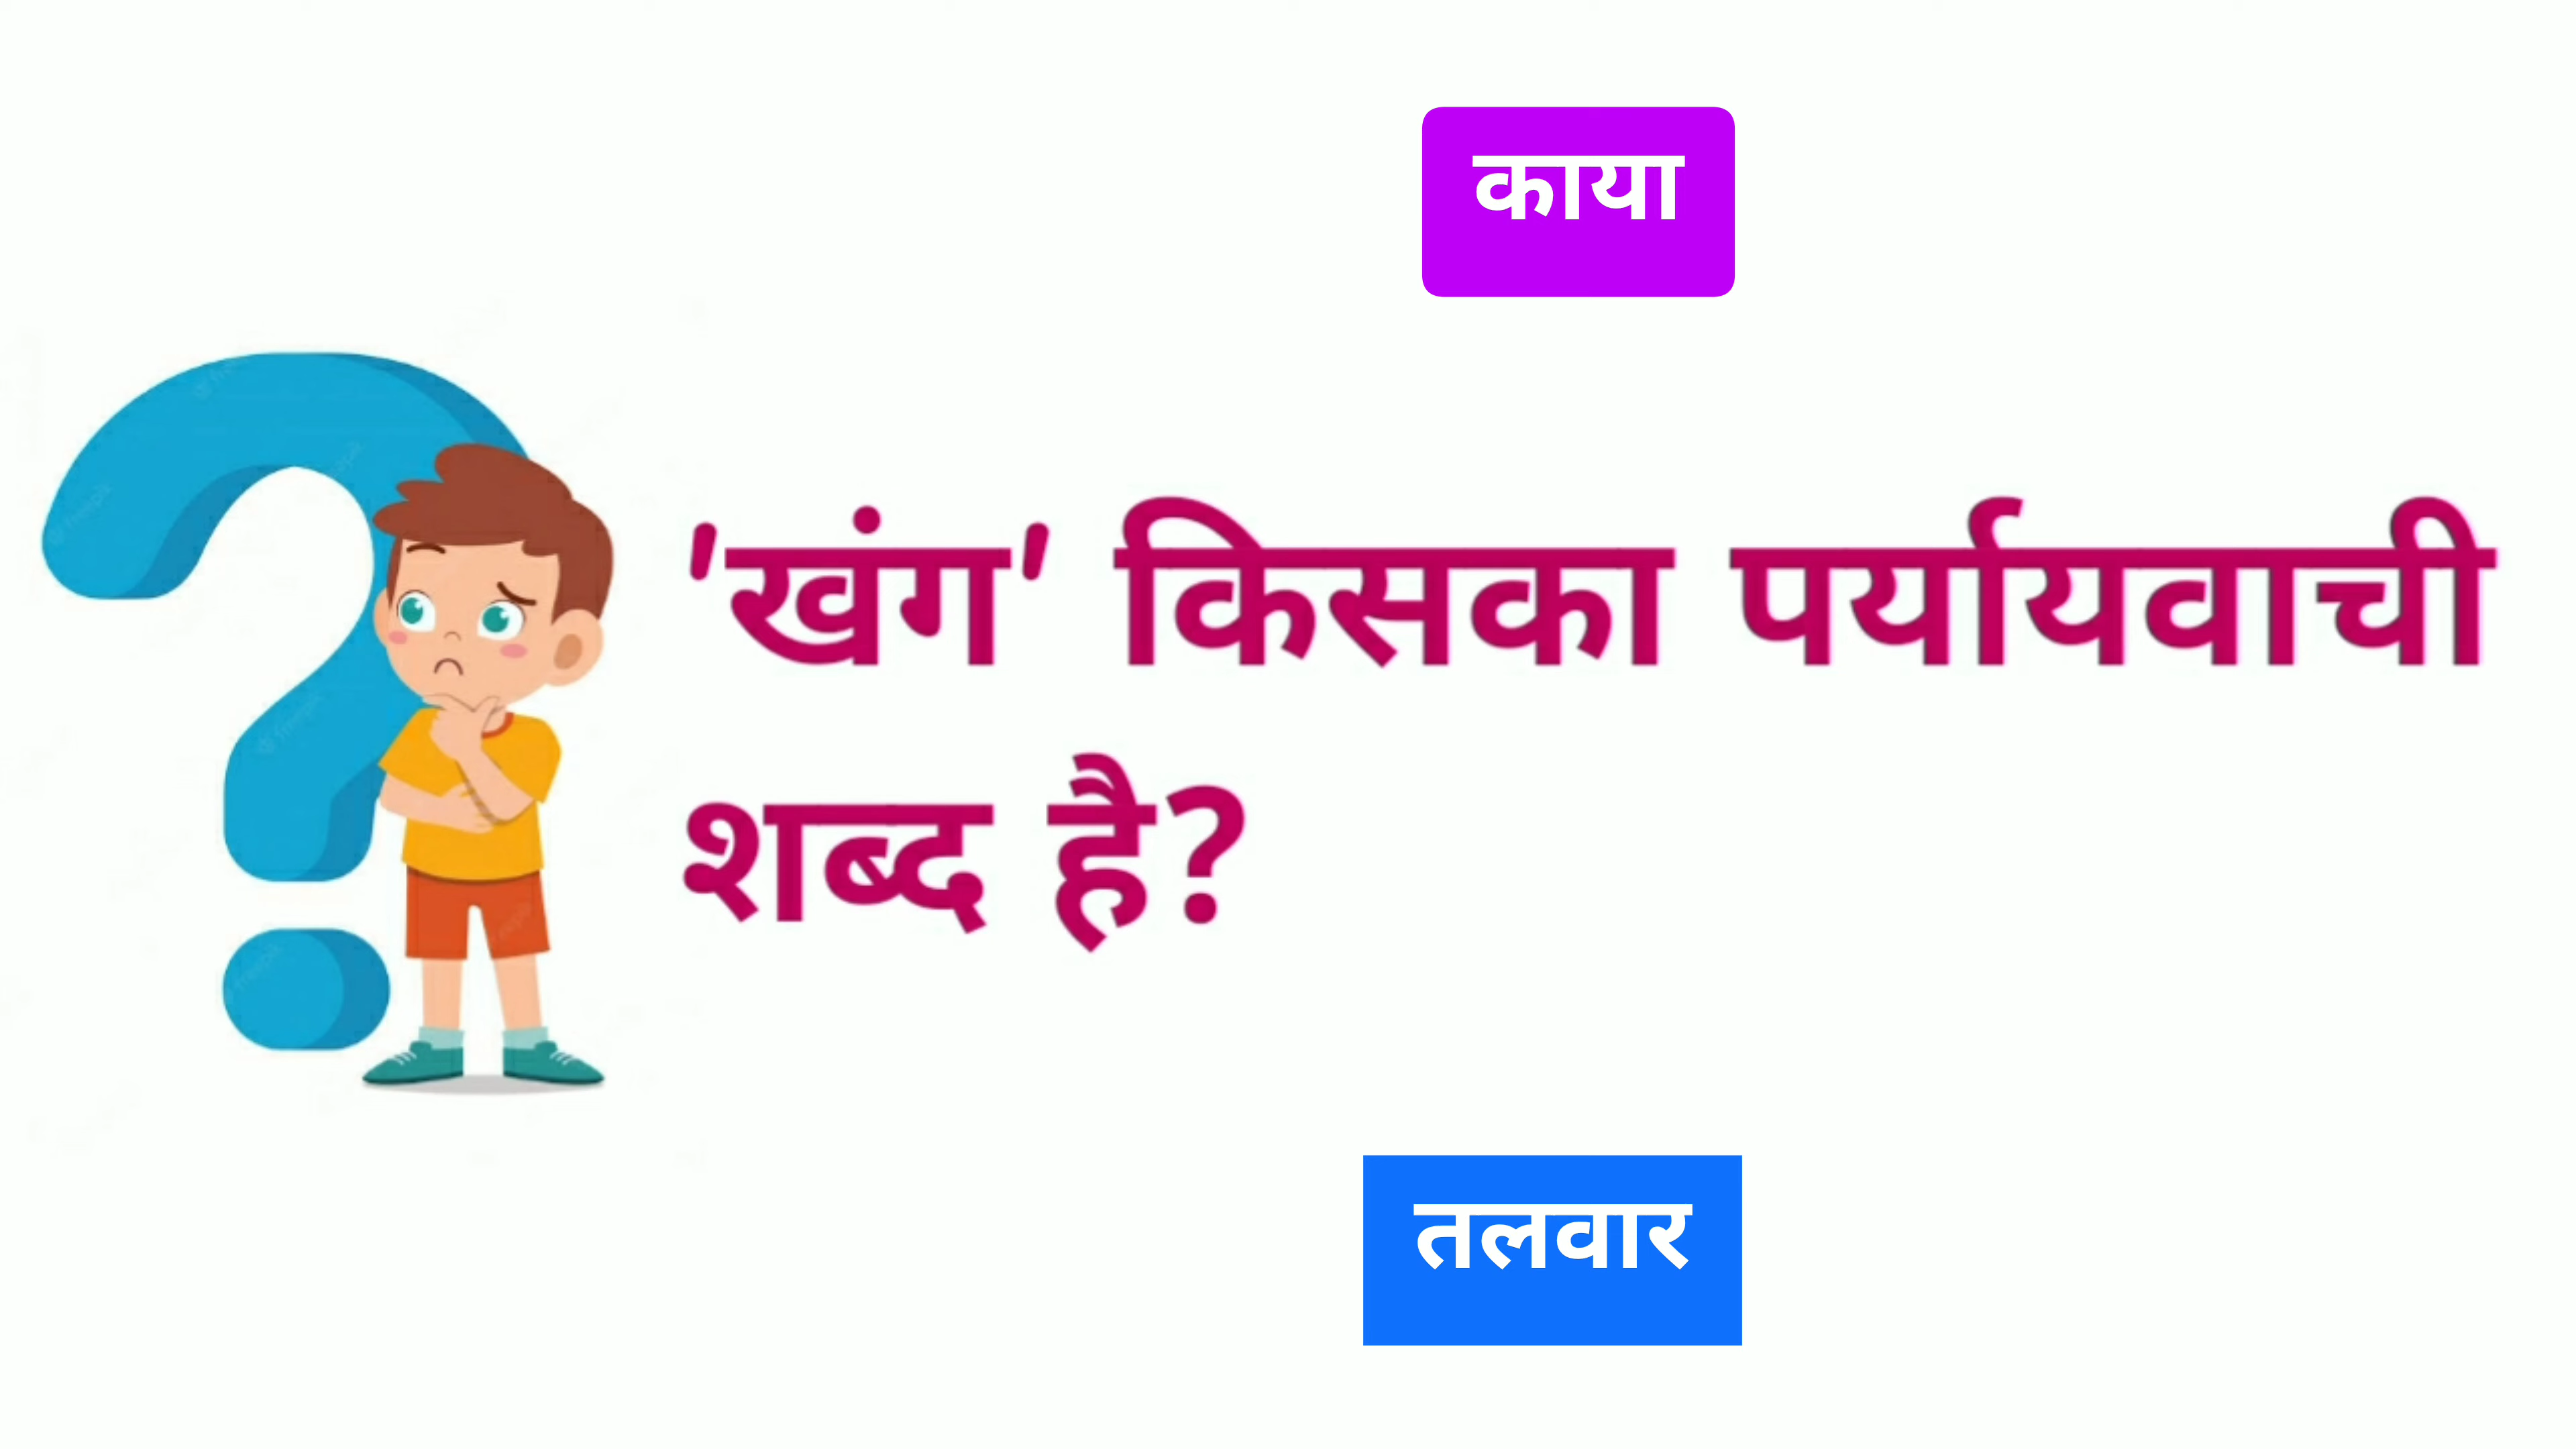 काया
'खंग' किसका पर्यायवाची
शब्द है?
तलवार